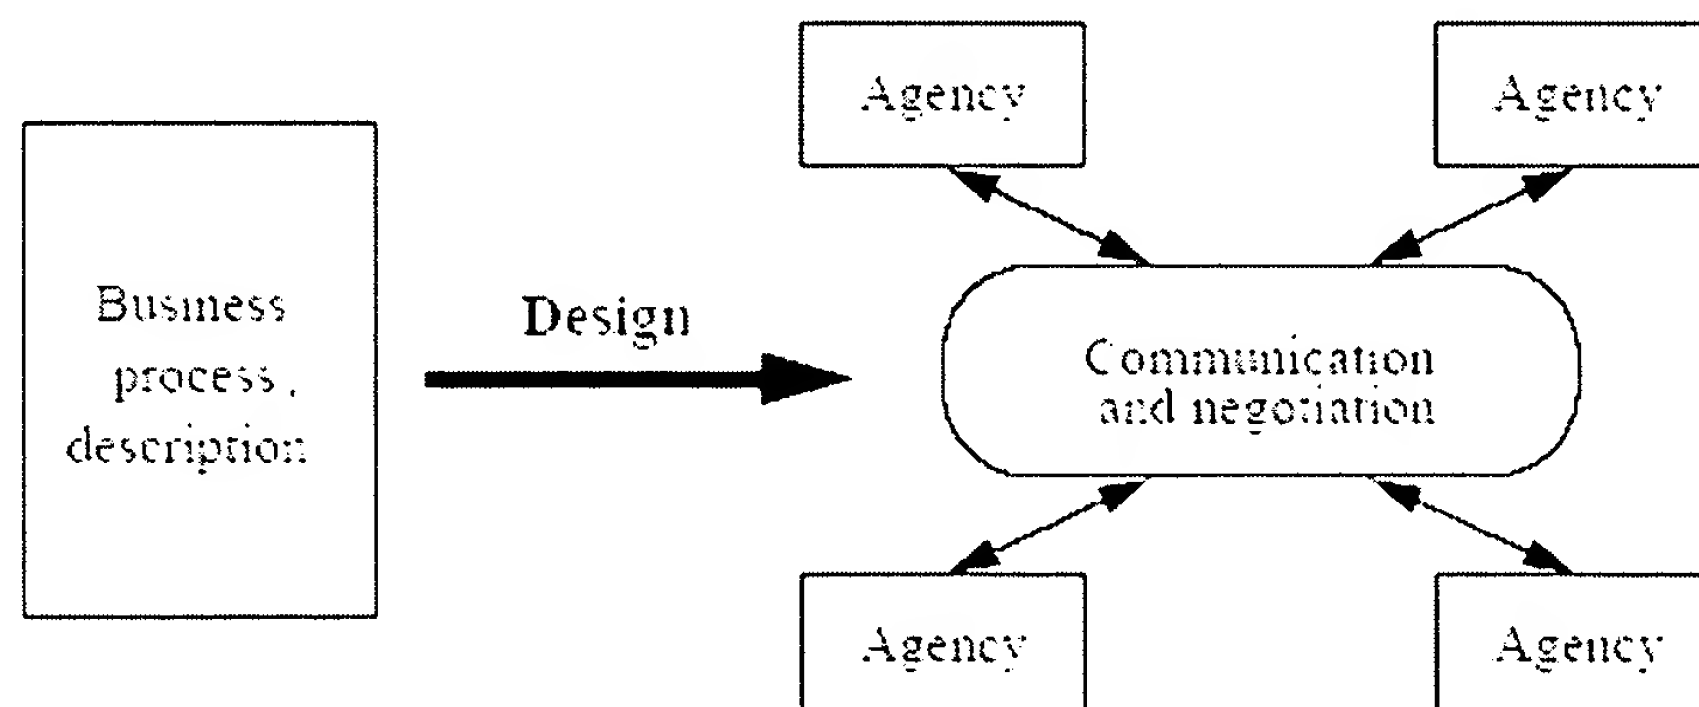 Business
process,
description
Design
Agency
Agency
Communication
and negotiation
Agency
Agency